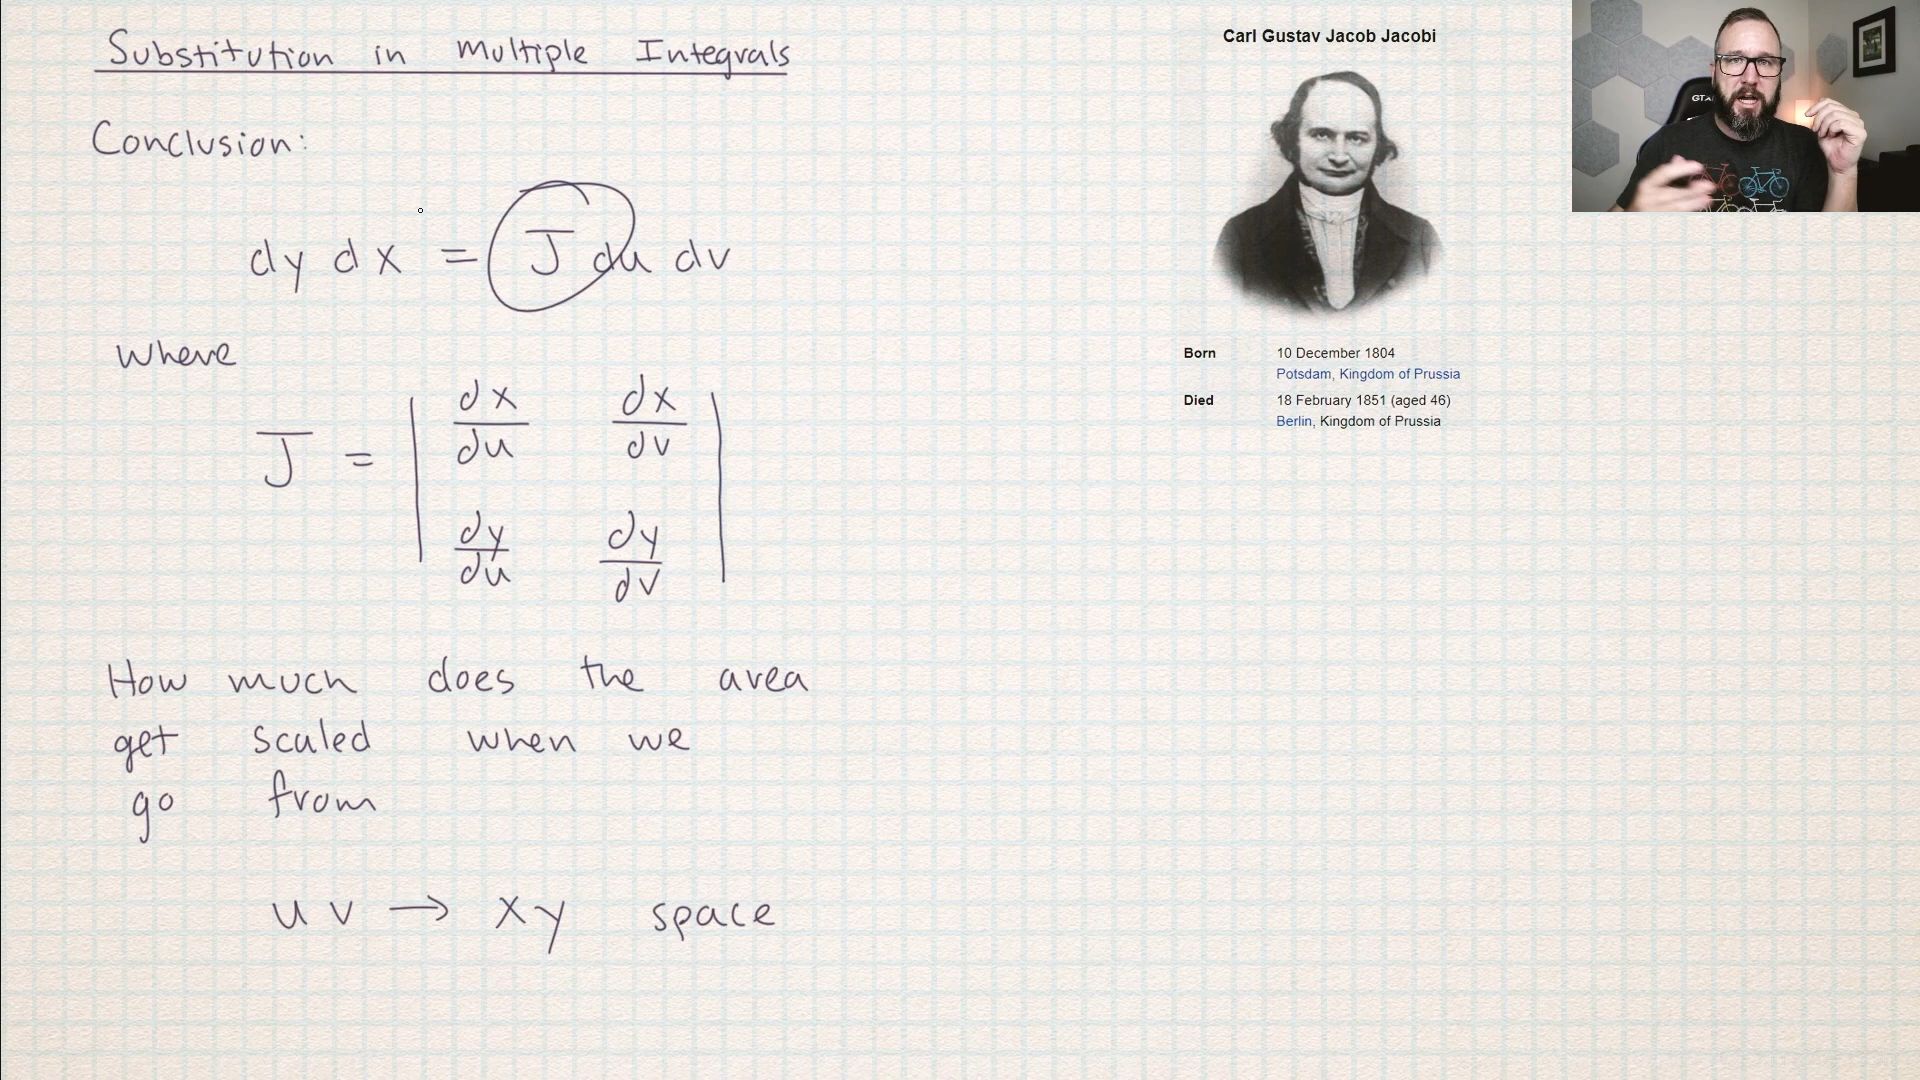 Substitution in Multiple Integrals
Conclusion:
dy dx = J du dv
where
J = | dx/du dx/dv |
| dy/du dy/dv |
How much does the area
get scaled when we
go from
u v → x y space
Carl Gustav Jacob Jacobi
Born 10 December 1804
Potsdam, Kingdom of Prussia
Died 18 February 1851 (aged 46)
Berlin, Kingdom of Prussia
GTR